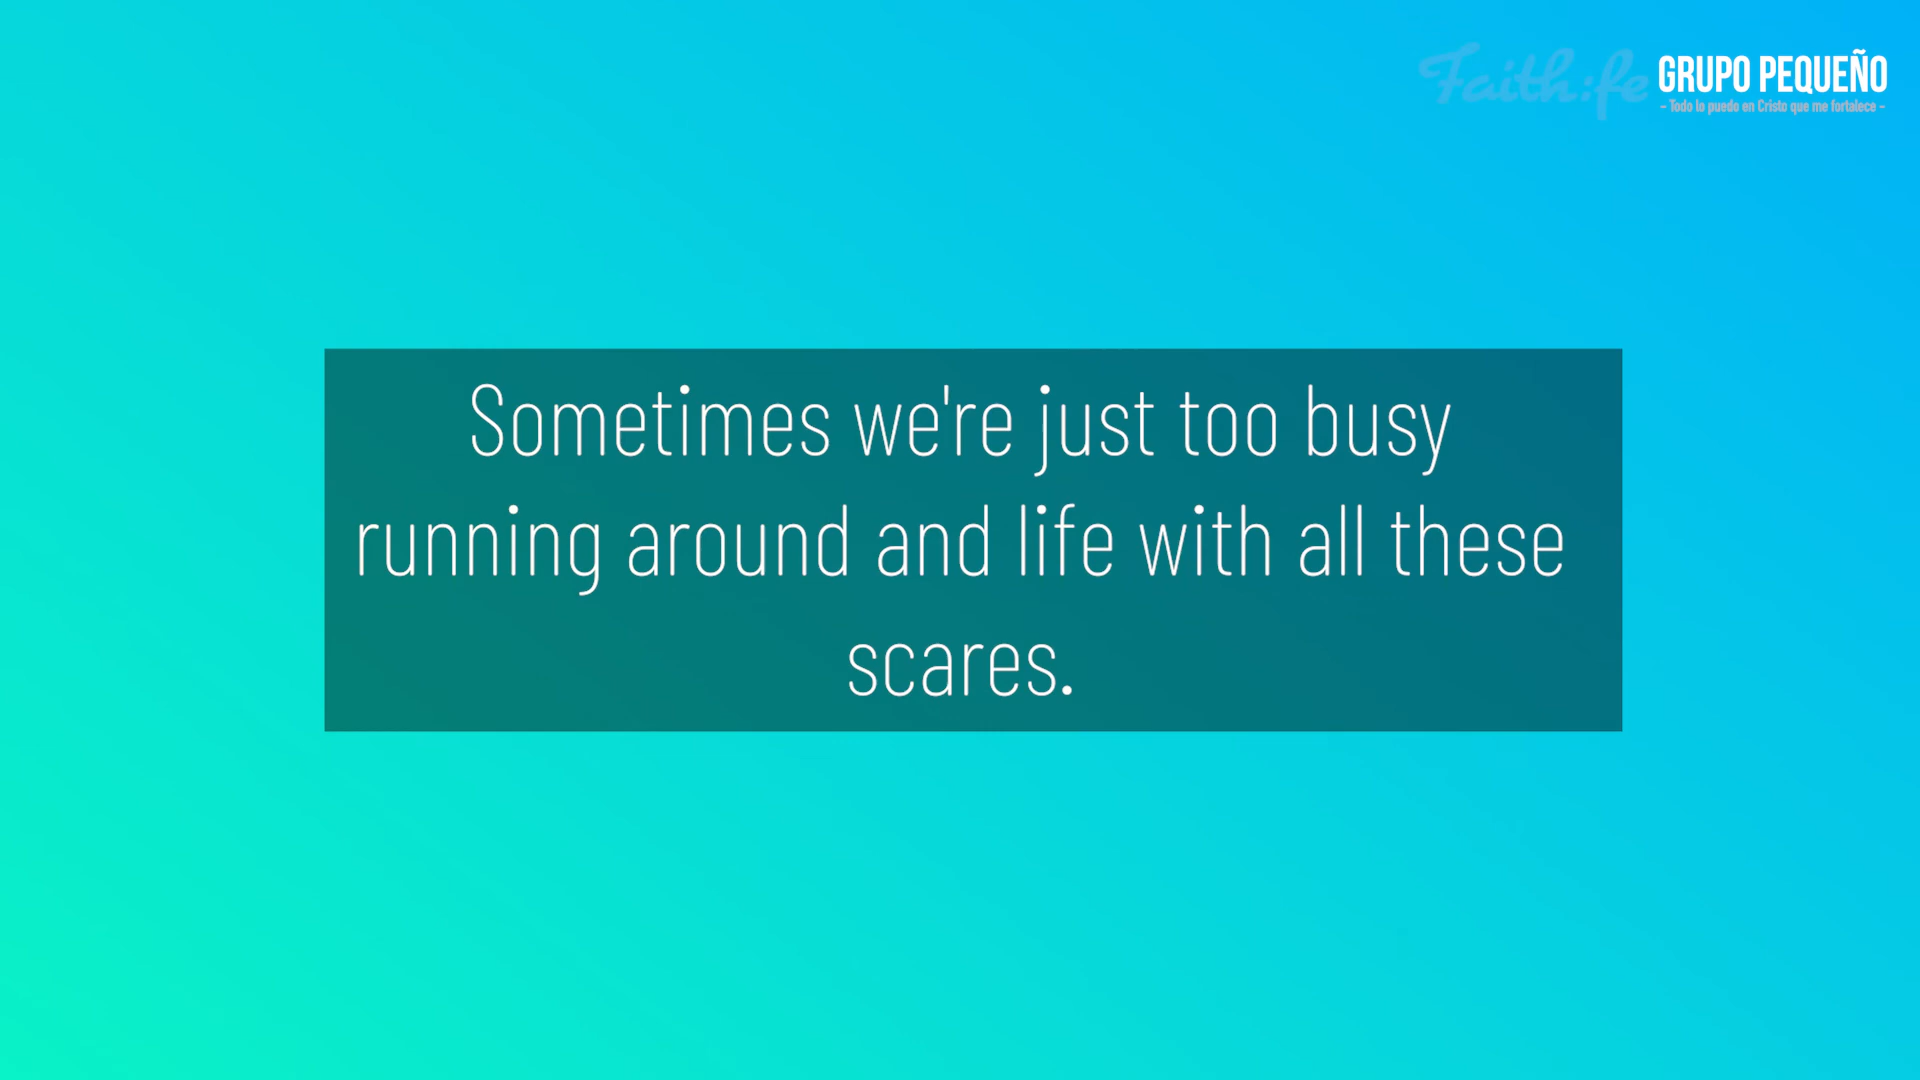 Faith:fe
GRUPO PEQUEÑO
- Todo lo puedo en Cristo que me fortalece -
Sometimes we're just too busy
running around and life with all these
scares.